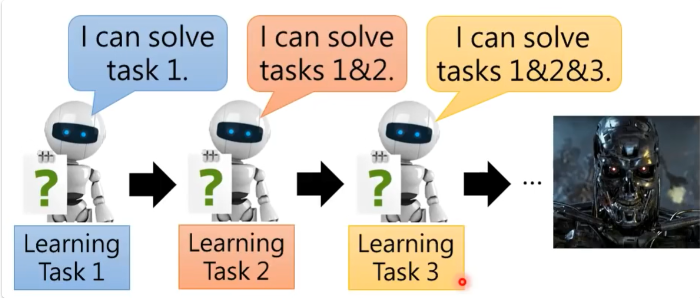 I can solve
task 1.
I can solve
tasks 1&2.
I can solve
tasks 1&2&3.
?
?
?
...
Learning
Task 1
Learning
Task 2
Learning
Task 3